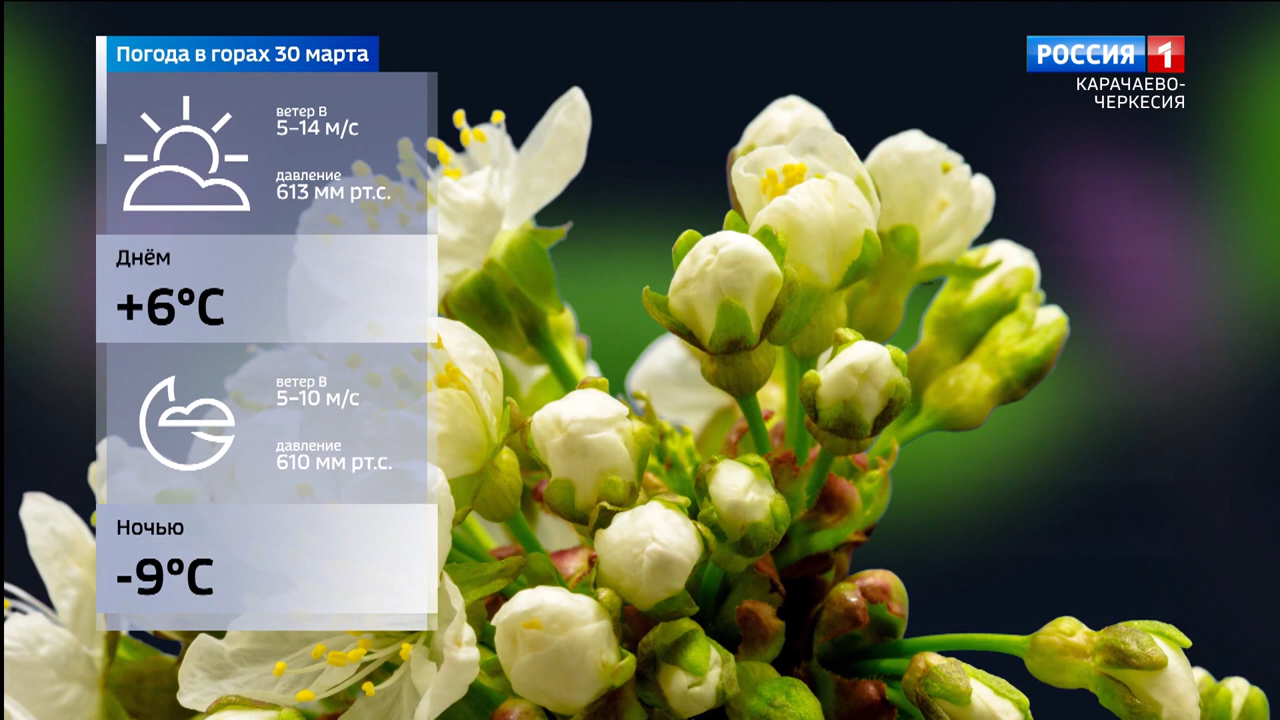 Погода в горах 30 марта
РОССИЯ 1
КАРАЧАЕВО-
ЧЕРКЕСИЯ
ветер В
5–14 м/с
давление
613 мм рт.с.
Днём
+6°C
ветер В
5–10 м/с
давление
610 мм рт.с.
Ночью
-9°C